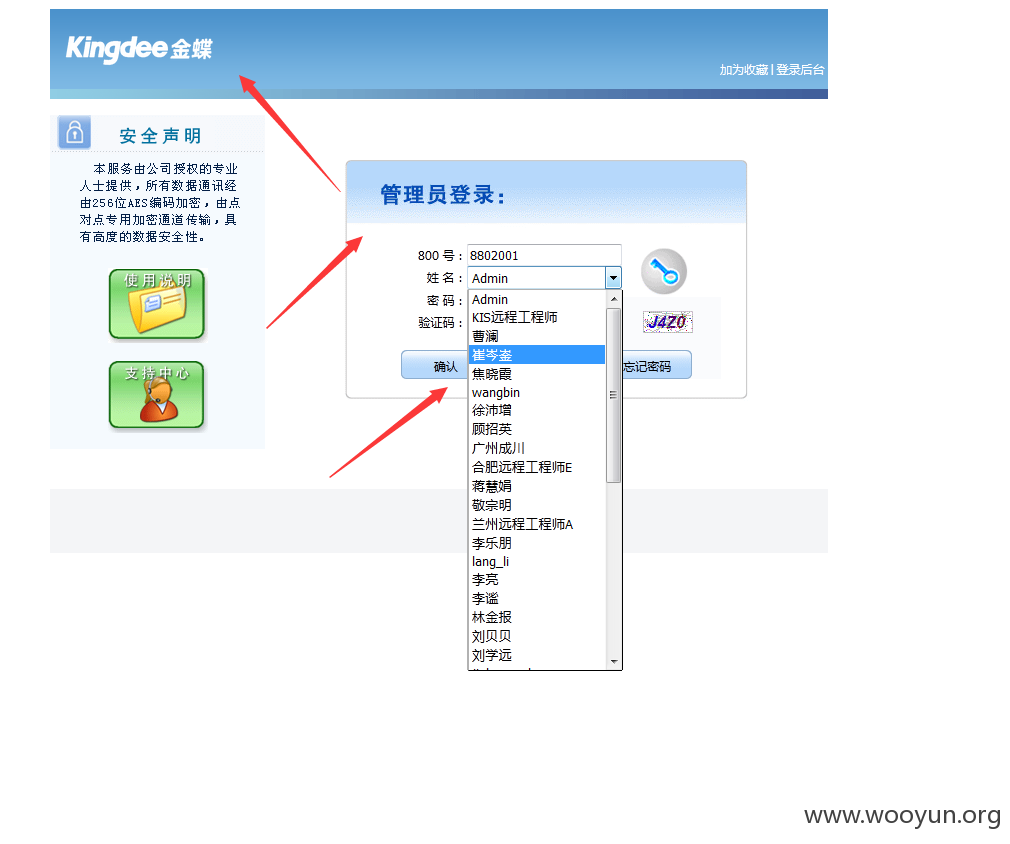 Kingdee金蝶
加为收藏 | 登录后台
安全声明
本服务由公司授权的专业
人士提供，所有数据通讯经
由256位AES编码加密，由点
对点专用加密通道传输，具
有高度的数据安全性。
使用说明
支持中心
管理员登录：
800 号： 8802001
姓 名： Admin
密 码：
验证码： J4Z0
确认
忘记密码
Admin
KIS远程工程师
曹澜
崔岑崟
焦晓霞
wangbin
徐沛增
顾招英
广州成川
合肥远程工程师E
蒋慧娟
敬宗明
兰州远程工程师A
李乐朋
lang_li
李亮
李谧
林金报
刘贝贝
刘学远
www.wooyun.org